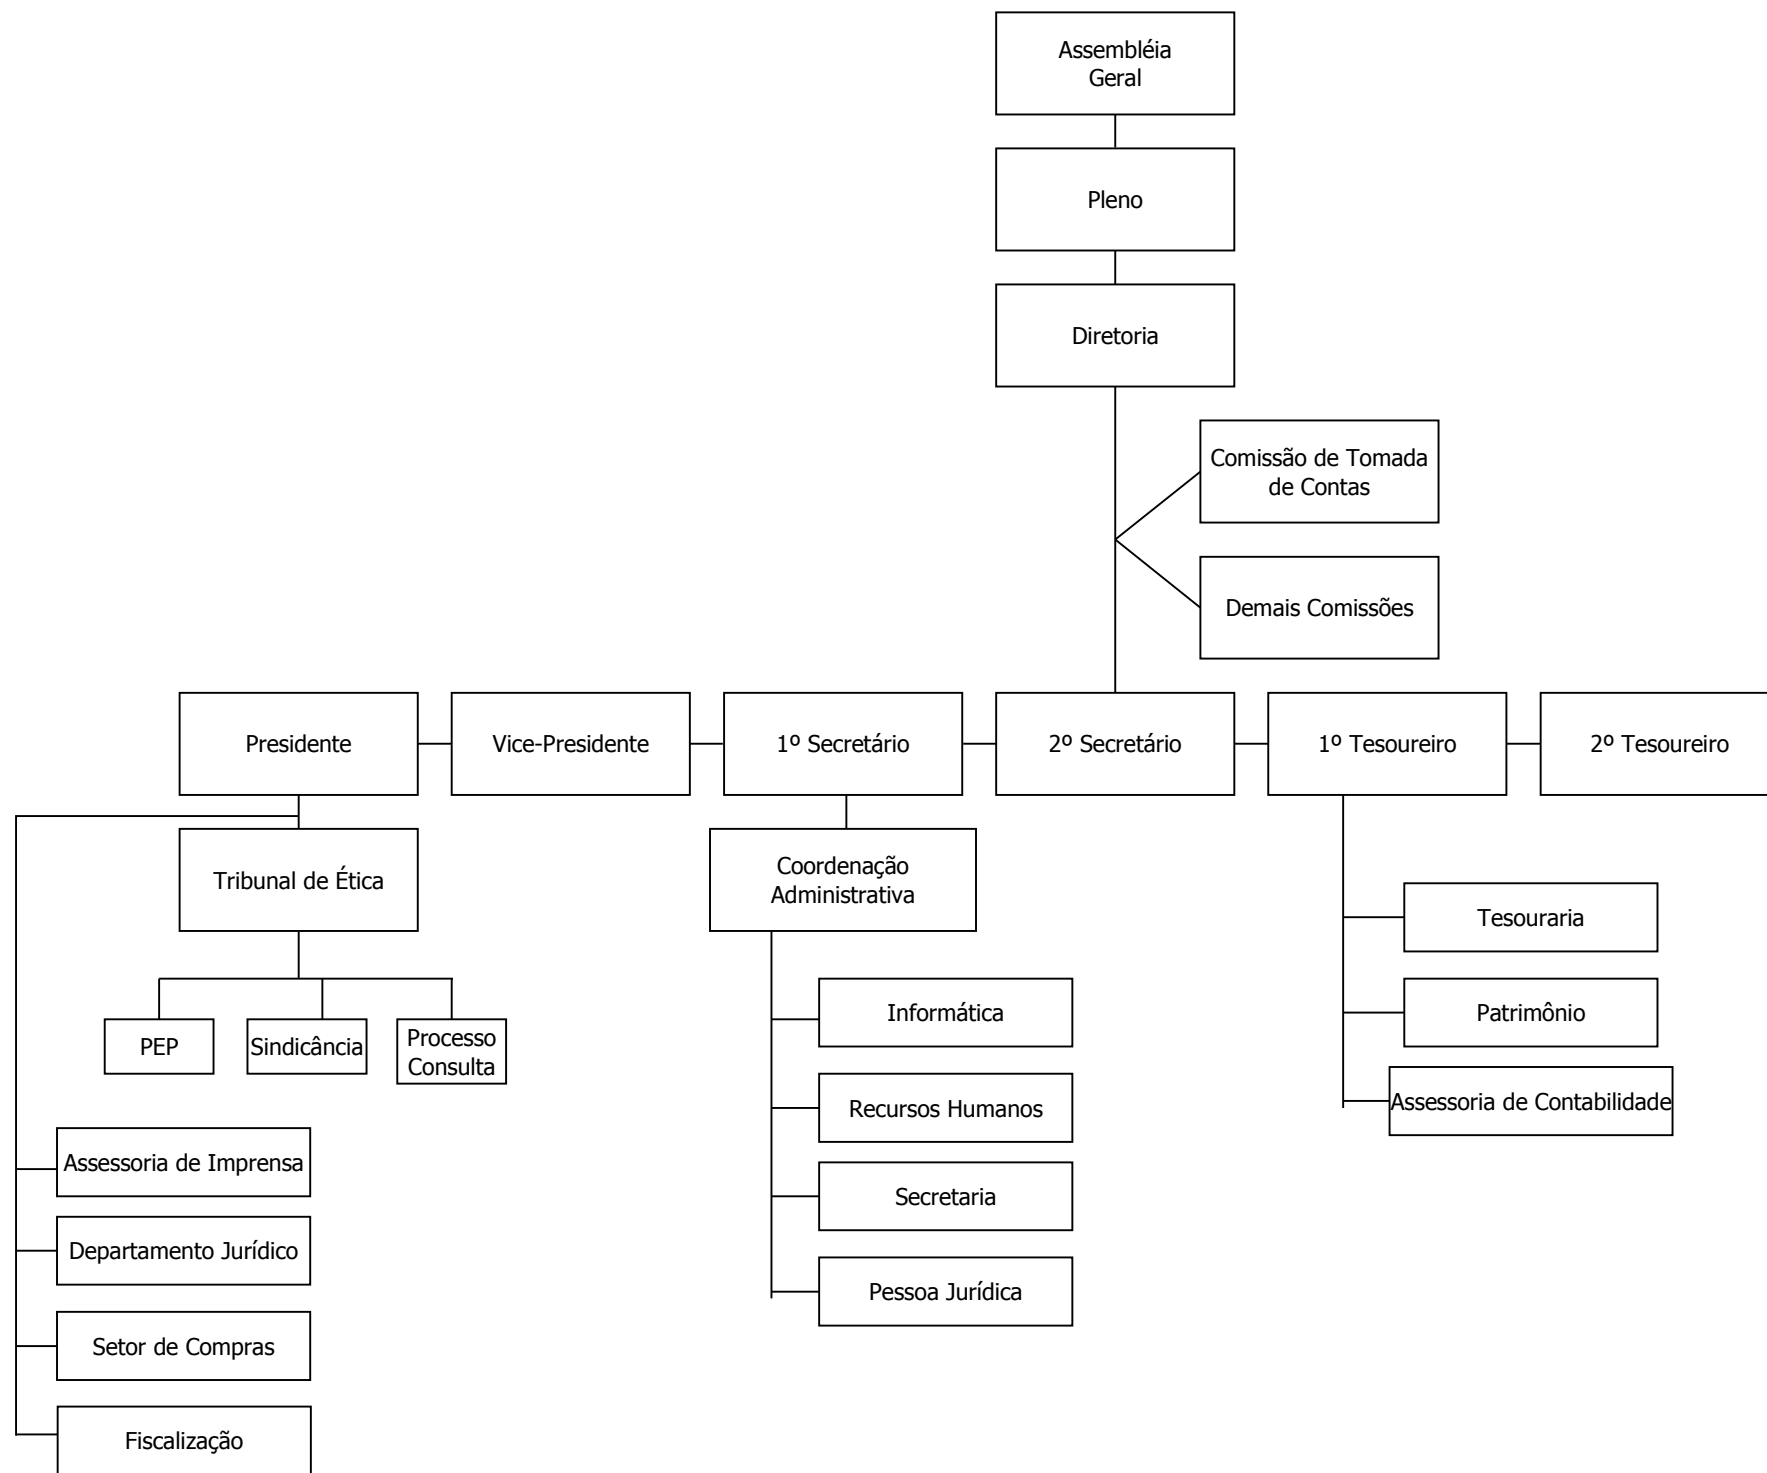 Assembléia
Geral
Pleno
Diretoria
Comissão de Tomada
de Contas
Demais Comissões
Presidente
Vice-Presidente
1º Secretário
2º Secretário
1º Tesoureiro
2º Tesoureiro
Tribunal de Ética
Coordenação
Administrativa
Tesouraria
Patrimônio
Assessoria de Contabilidade
PEP
Sindicância
Processo
Consulta
Informática
Recursos Humanos
Secretaria
Pessoa Jurídica
Assessoria de Imprensa
Departamento Jurídico
Setor de Compras
Fiscalização